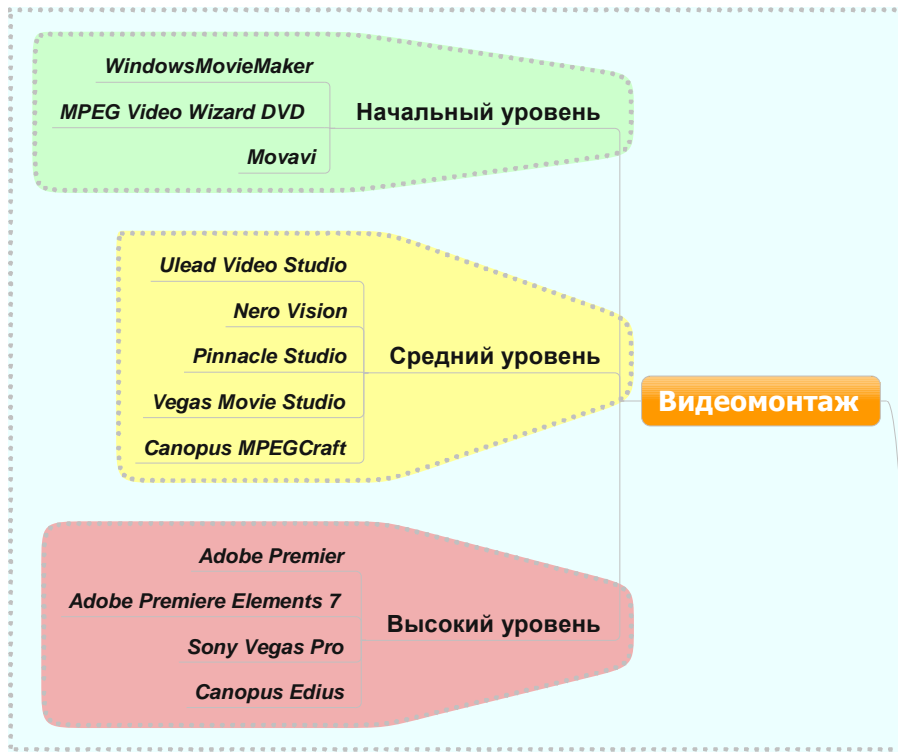 WindowsMovieMaker
MPEG Video Wizard DVD
Movavi
Начальный уровень
Ulead Video Studio
Nero Vision
Pinnacle Studio
Vegas Movie Studio
Canopus MPEGCraft
Средний уровень
Видеомонтаж
Adobe Premier
Adobe Premiere Elements 7
Sony Vegas Pro
Canopus Edius
Высокий уровень